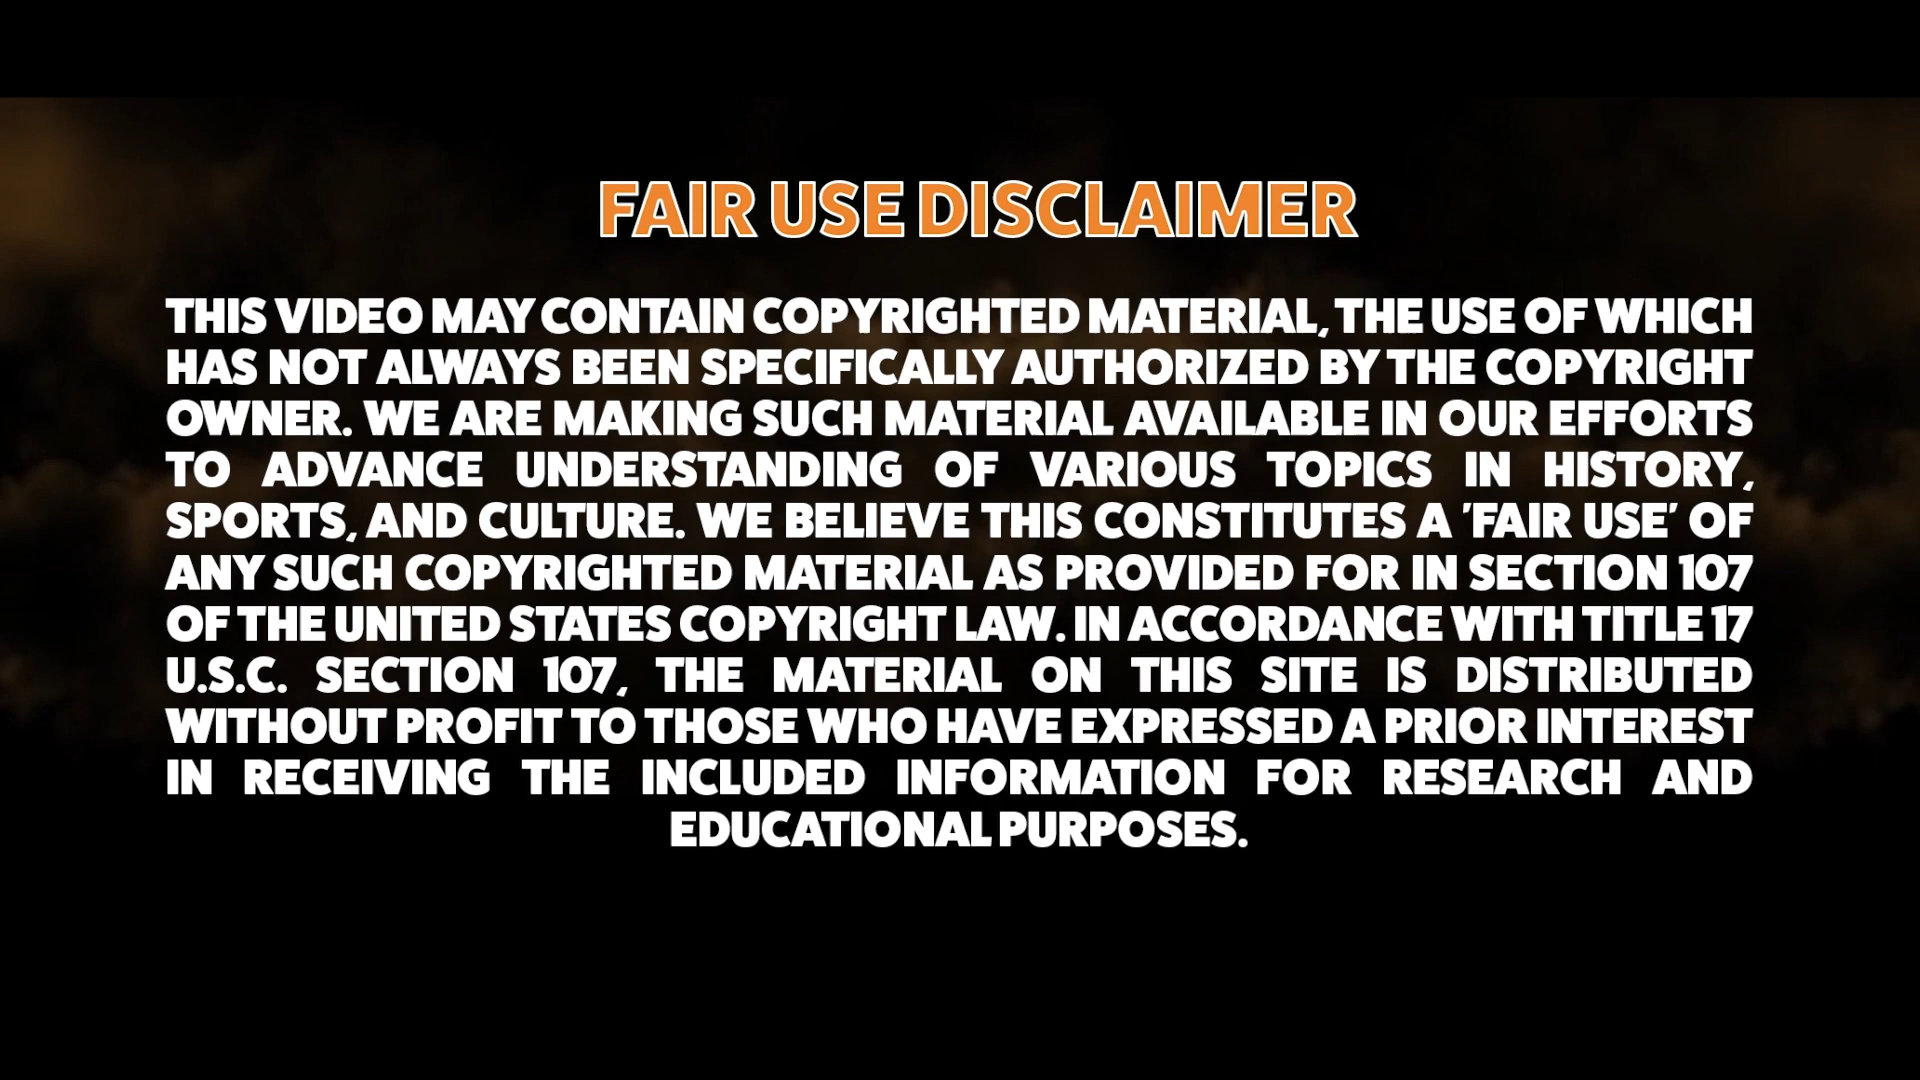 FAIR USE DISCLAIMER
THIS VIDEO MAY CONTAIN COPYRIGHTED MATERIAL, THE USE OF WHICH
HAS NOT ALWAYS BEEN SPECIFICALLY AUTHORIZED BY THE COPYRIGHT
OWNER. WE ARE MAKING SUCH MATERIAL AVAILABLE IN OUR EFFORTS
TO ADVANCE UNDERSTANDING OF VARIOUS TOPICS IN HISTORY,
SPORTS, AND CULTURE. WE BELIEVE THIS CONSTITUTES A 'FAIR USE' OF
ANY SUCH COPYRIGHTED MATERIAL AS PROVIDED FOR IN SECTION 107
OF THE UNITED STATES COPYRIGHT LAW. IN ACCORDANCE WITH TITLE 17
U.S.C. SECTION 107, THE MATERIAL ON THIS SITE IS DISTRIBUTED
WITHOUT PROFIT TO THOSE WHO HAVE EXPRESSED A PRIOR INTEREST
IN RECEIVING THE INCLUDED INFORMATION FOR RESEARCH AND
EDUCATIONAL PURPOSES.